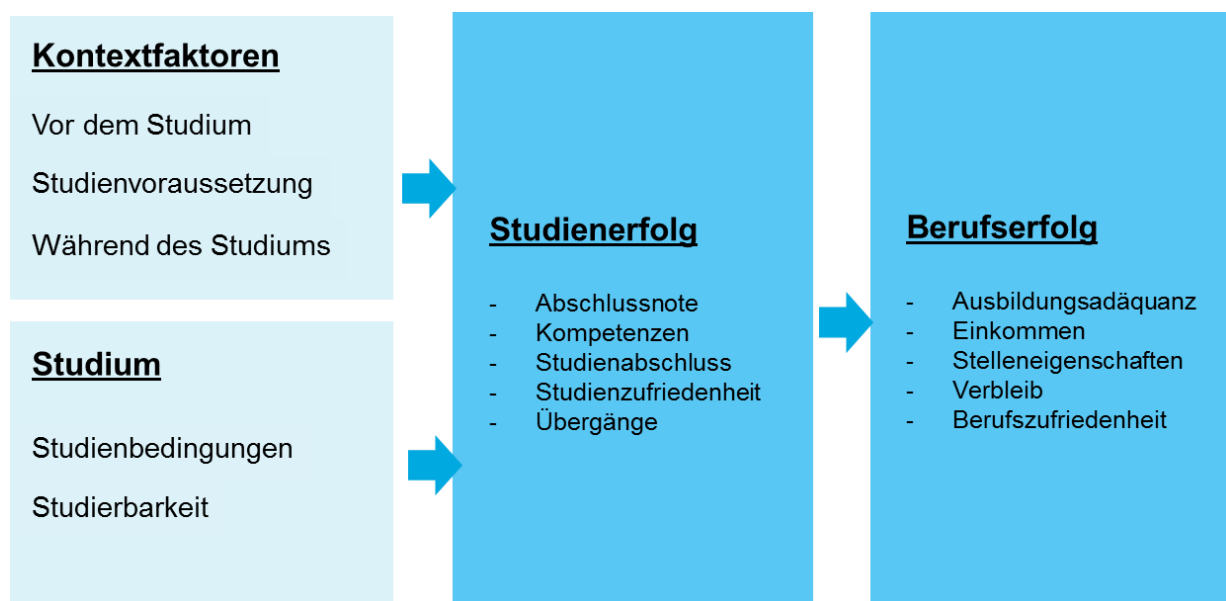 Kontextfaktoren
Vor dem Studium
Studienvoraussetzung
Während des Studiums
Studium
Studienbedingungen
Studierbarkeit
Studienerfolg
- Abschlussnote
- Kompetenzen
- Studienabschluss
- Studienzufriedenheit
- Übergänge
Berufserfolg
- Ausbildungsadäquanz
- Einkommen
- Stelleneigenschaften
- Verbleib
- Berufszufriedenheit